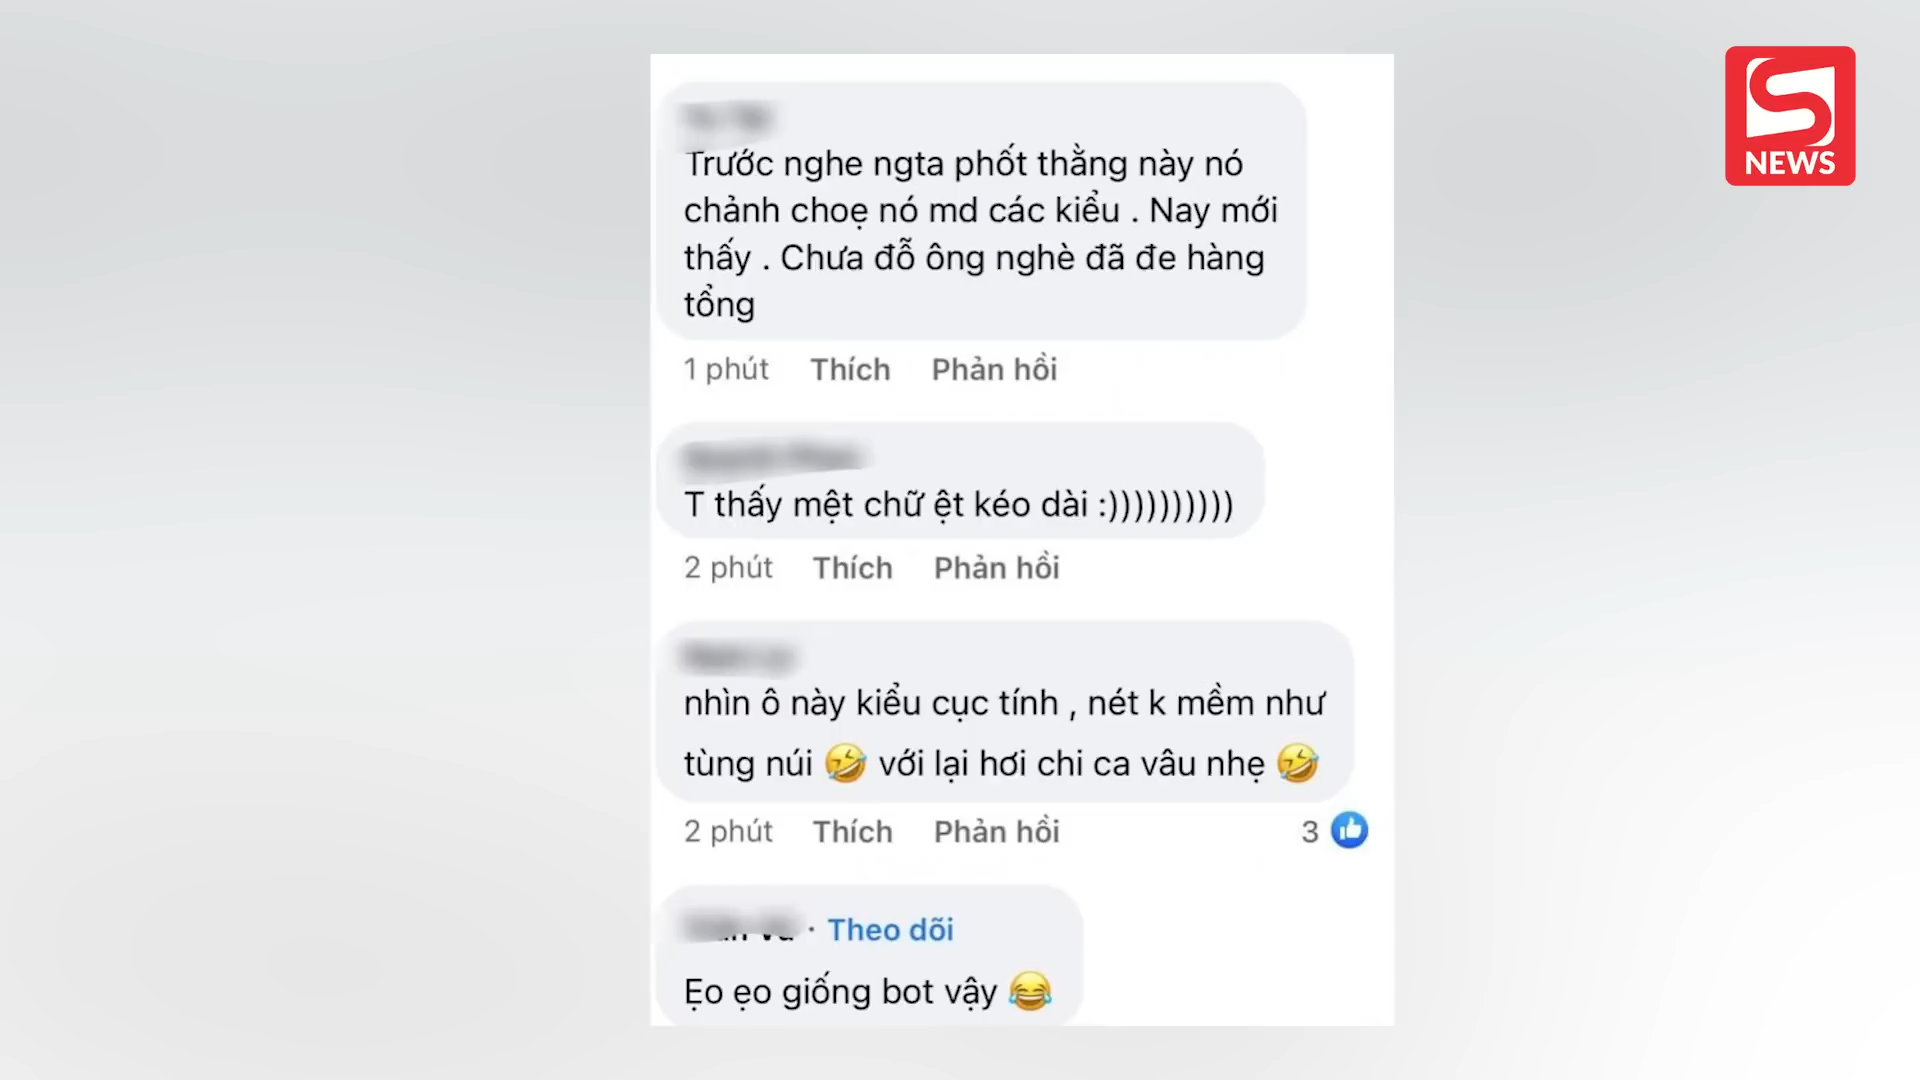 NEWS
Trước nghe ngta phốt thằng này nó
chảnh choẹ nó md các kiểu . Nay mới
thấy . Chưa đỗ ông nghè đã đe hàng
tổng
1 phút Thích Phản hồi
T thấy mệt chữ ệt kéo dài :))))))))))
2 phút Thích Phản hồi
nhìn ô này kiểu cục tính , nét k mềm như
tùng núi 🤣 với lại hơi chi ca vâu nhẹ 🤣
2 phút Thích Phản hồi 3
· Theo dõi
Ẹo ẹo giống bot vậy 😂